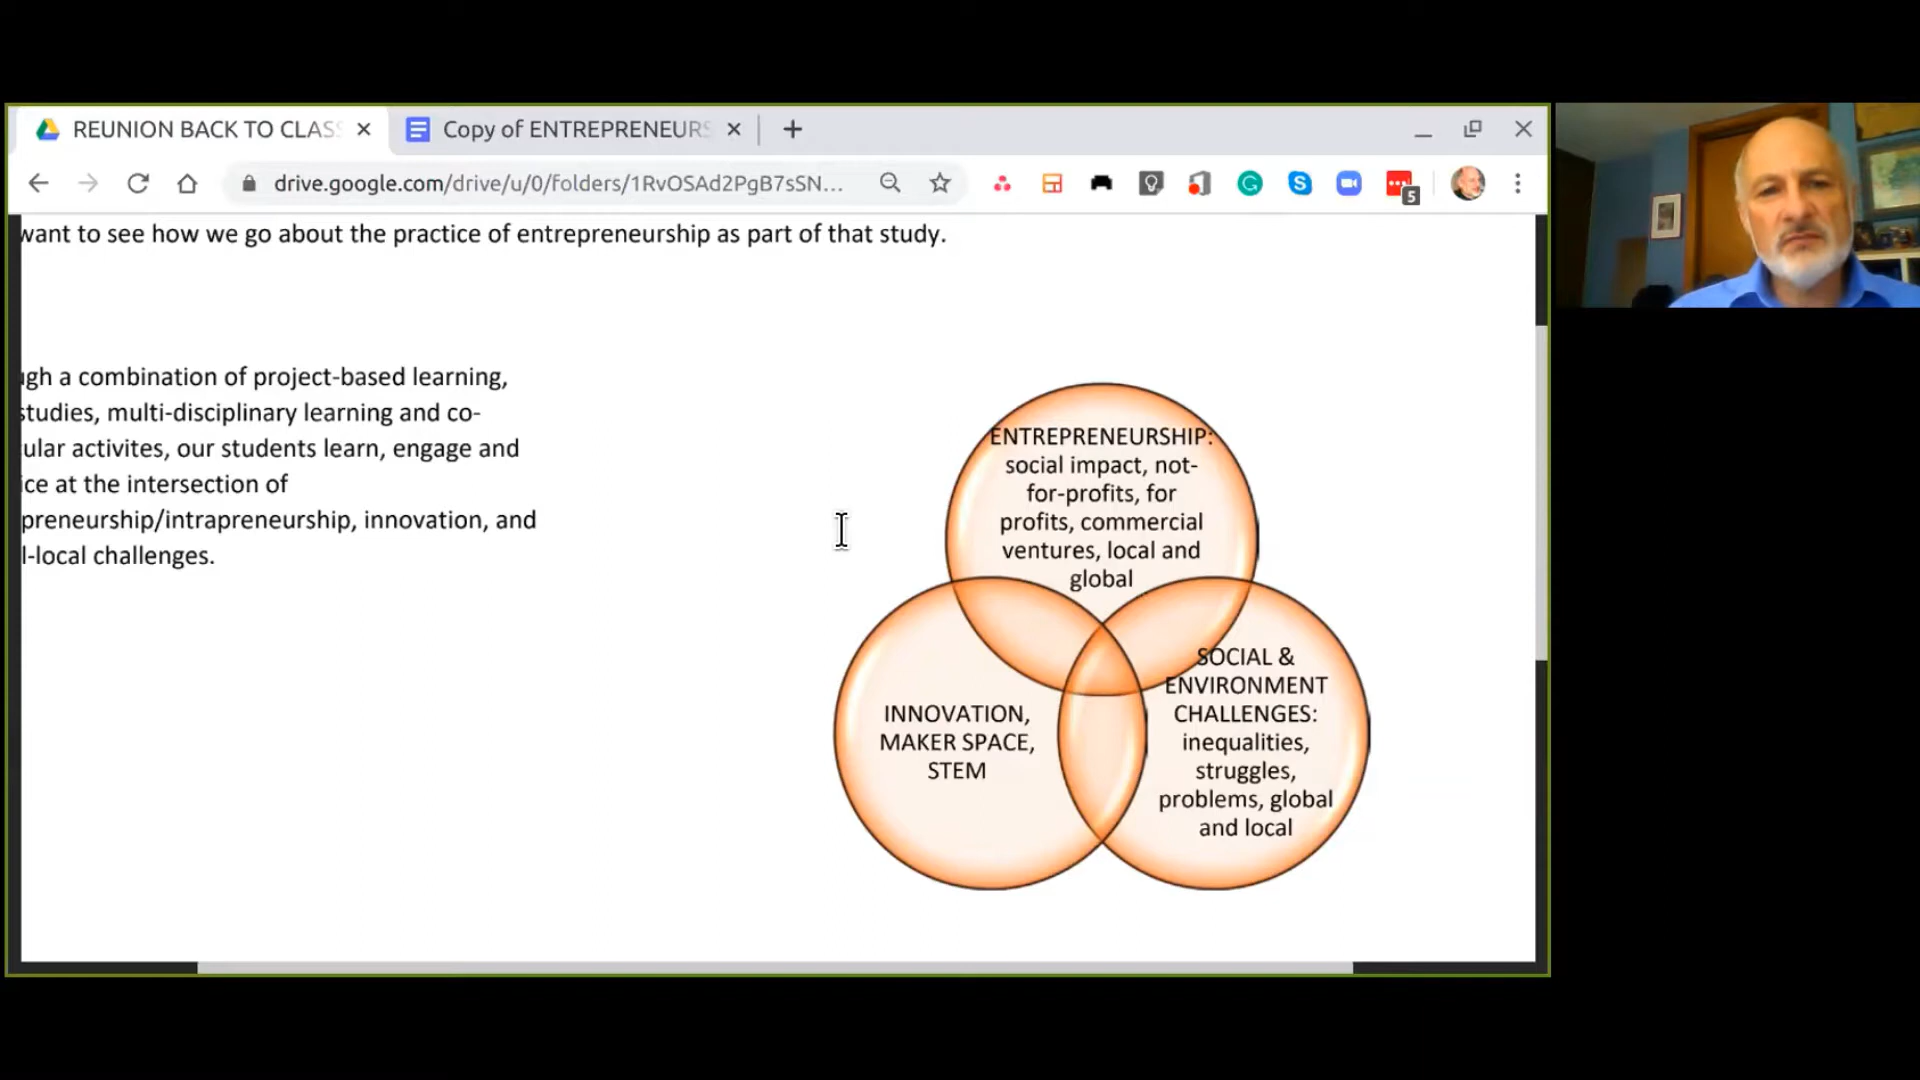 REUNION BACK TO CLAS
Copy of ENTREPRENEURS
drive.google.com/drive/u/0/folders/1RvOSAd2PgB7sSN...
5
want to see how we go about the practice of entrepreneurship as part of that study.
gh a combination of project-based learning,
studies, multi-disciplinary learning and co-
ular activites, our students learn, engage and
ice at the intersection of
preneurship/intrapreneurship, innovation, and
l-local challenges.
ENTREPRENEURSHIP:
social impact, not-
for-profits, for
profits, commercial
ventures, local and
global
INNOVATION,
MAKER SPACE,
STEM
SOCIAL &
ENVIRONMENT
CHALLENGES:
inequalities,
struggles,
problems, global
and local